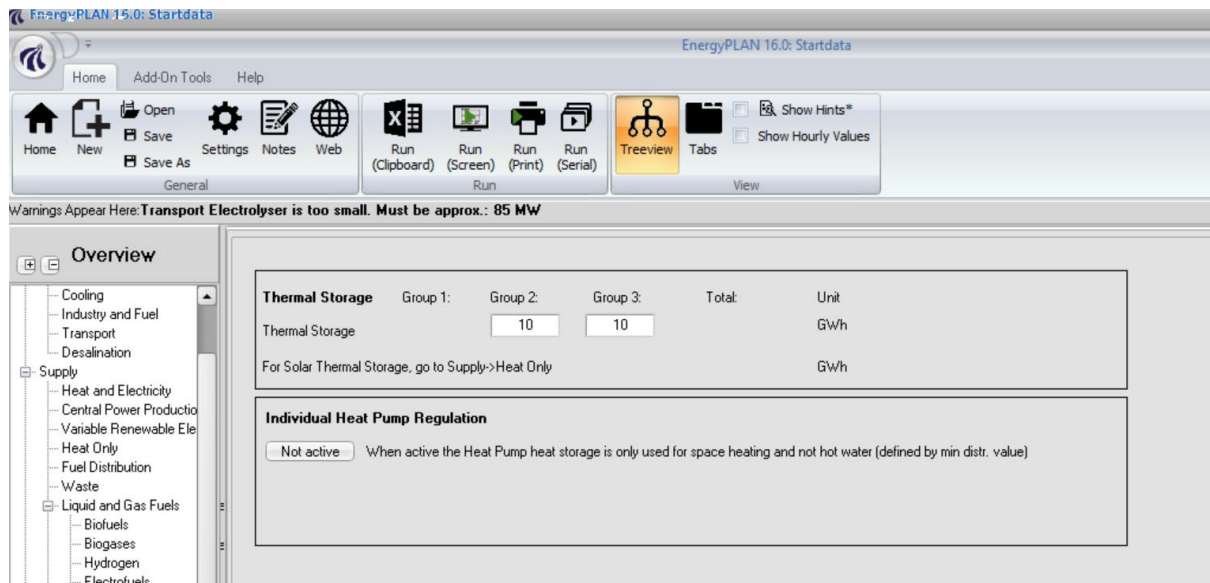 EnergyPLAN 16.0: Startdata
EnergyPLAN 16.0: Startdata
Home Add-On Tools Help
Home
New
Open
Save
Save As
Settings
Notes
Web
General
Run (Clipboard)
Run (Screen)
Run (Print)
Run (Serial)
Run
Treeview
Tabs
Show Hints*
Show Hourly Values
View
Warnings Appear Here: Transport Electrolyser is too small. Must be approx.: 85 MW
Overview
Cooling
Industry and Fuel
Transport
Desalination
Supply
Heat and Electricity
Central Power Productio
Variable Renewable Ele
Heat Only
Fuel Distribution
Waste
Liquid and Gas Fuels
Biofuels
Biogases
Hydrogen
Electrofuels
Thermal Storage Group 1: Group 2: Group 3: Total: Unit
Thermal Storage 10 10 GWh
For Solar Thermal Storage, go to Supply->Heat Only GWh
Individual Heat Pump Regulation
Not active When active the Heat Pump heat storage is only used for space heating and not hot water (defined by min distr. value)